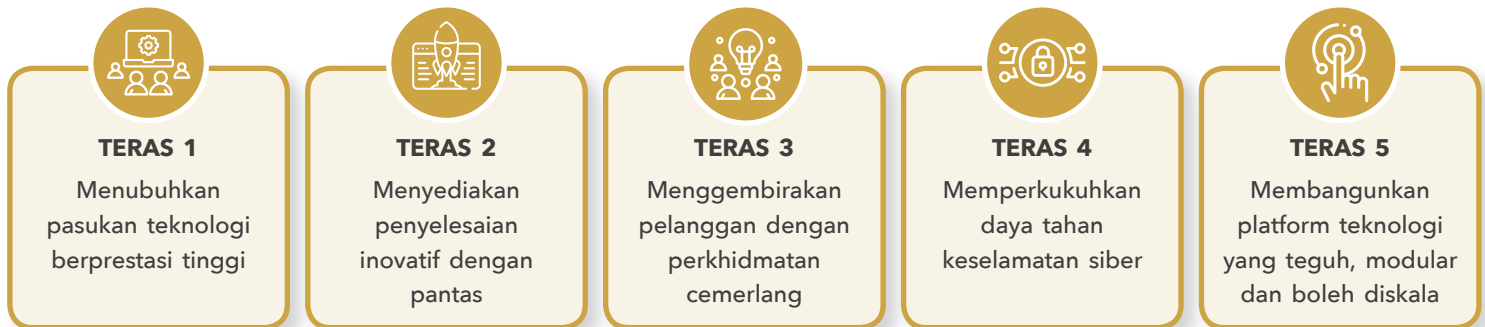 TERAS 1
Menubuhkan
pasukan teknologi
berprestasi tinggi
TERAS 2
Menyediakan
penyelesaian
inovatif dengan
pantas
TERAS 3
Menggembirakan
pelanggan dengan
perkhidmatan
cemerlang
TERAS 4
Memperkukuhkan
daya tahan
keselamatan siber
TERAS 5
Membangunkan
platform teknologi
yang teguh, modular
dan boleh diskala